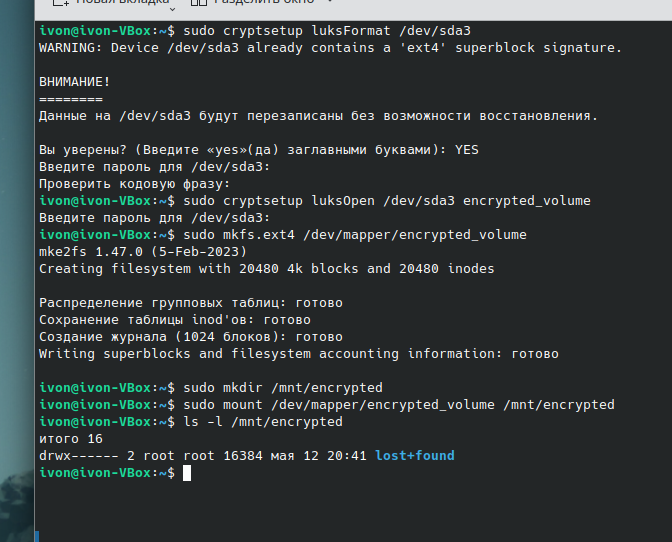 Новая вкладка Разделить окно
ivon@ivon-VBox:~$ sudo cryptsetup luksFormat /dev/sda3
WARNING: Device /dev/sda3 already contains a 'ext4' superblock signature.
ВНИМАНИЕ!
========
Данные на /dev/sda3 будут перезаписаны без возможности восстановления.
Вы уверены? (Введите «yes»(да) заглавными буквами): YES
Введите пароль для /dev/sda3:
Проверить кодовую фразу:
ivon@ivon-VBox:~$ sudo cryptsetup luksOpen /dev/sda3 encrypted_volume
Введите пароль для /dev/sda3:
ivon@ivon-VBox:~$ sudo mkfs.ext4 /dev/mapper/encrypted_volume
mke2fs 1.47.0 (5-Feb-2023)
Creating filesystem with 20480 4k blocks and 20480 inodes
Распределение групповых таблиц: готово
Сохранение таблицы inod'ов: готово
Создание журнала (1024 блоков): готово
Writing superblocks and filesystem accounting information: готово
ivon@ivon-VBox:~$ sudo mkdir /mnt/encrypted
ivon@ivon-VBox:~$ sudo mount /dev/mapper/encrypted_volume /mnt/encrypted
ivon@ivon-VBox:~$ ls -l /mnt/encrypted
итого 16
drwx------ 2 root root 16384 мая 12 20:41 lost+found
ivon@ivon-VBox:~$